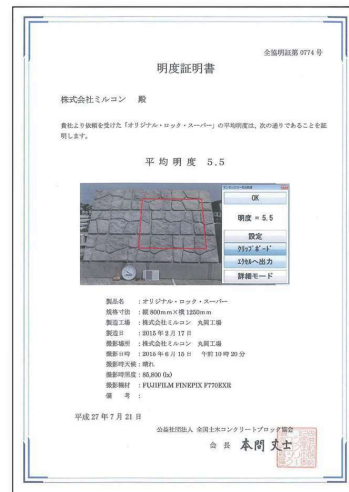 全協明証第 0774 号
明度証明書
株式会社ミルコン 殿
貴社より依頼を受けた「オリジナル・ロック・スーパー」の平均明度は、次の通りであることを証
明します。
平 均 明 度 5.5
OK
明度 = 5.5
設定
クリップボード
エクセルへ出力
詳細モード
製品名 :オリジナル・ロック・スーパー
規格寸法 :縦 800mm×横 1250mm
製造工場 :株式会社ミルコン 丸岡工場
製造日 :2015 年 2 月 17 日
撮影場所 :株式会社ミルコン 丸岡工場
撮影日時 :2015 年 6 月 15 日 午前 10 時 20 分
撮影時天候:晴れ
撮影時照度:85,800 (lx)
撮影機材 :FUJIFILM FINEPIX F770EXR
備 考 :
平成 27 年 7 月 21 日
公益社団法人 全国土木コンクリートブロック協会
会 長 本間 丈士